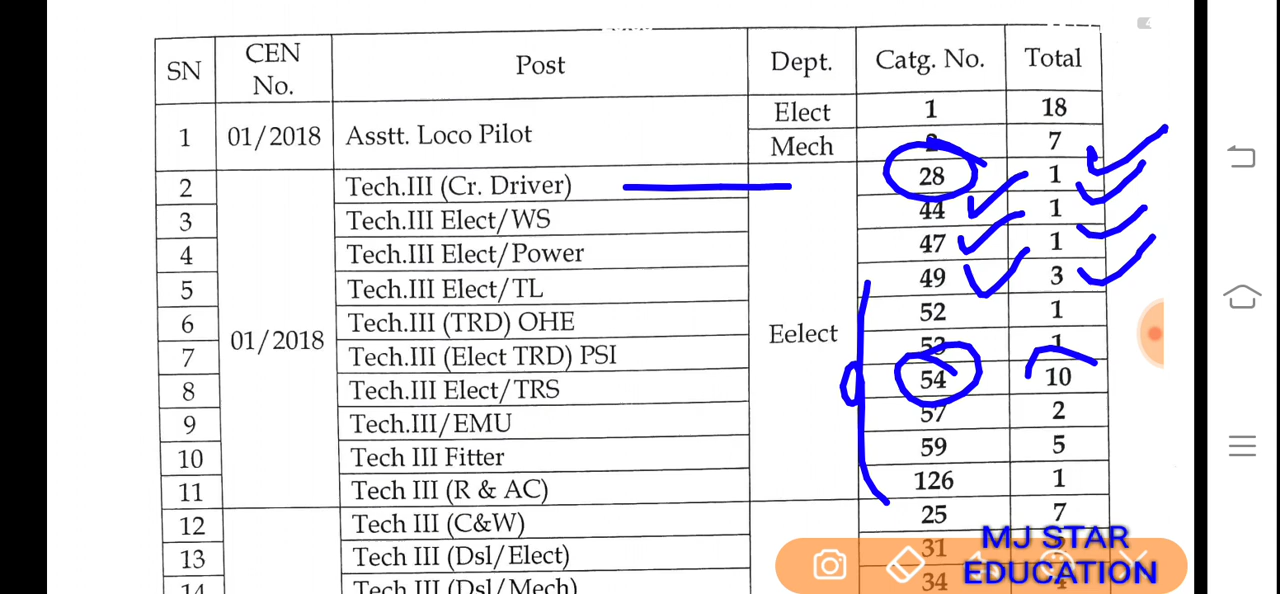 SN CEN No. Post Dept. Catg. No. Total
1 01/2018 Asstt. Loco Pilot Elect 1 18
Mech 2 7
2 Tech.III (Cr. Driver) 28 1
3 Tech.III Elect/WS 44 1
4 Tech.III Elect/Power 47 1
5 Tech.III Elect/TL 49 3
6 01/2018 Tech.III (TRD) OHE Eelect 52 1
7 Tech.III (Elect TRD) PSI 53 1
8 Tech.III Elect/TRS 54 10
9 Tech.III/EMU 57 2
10 Tech III Fitter 59 5
11 Tech III (R & AC) 126 1
12 Tech III (C&W) 25 7
13 Tech III (Dsl/Elect) 31
14 Tech III (Dsl/Mech) 34 4
MJ STAR
EDUCATION